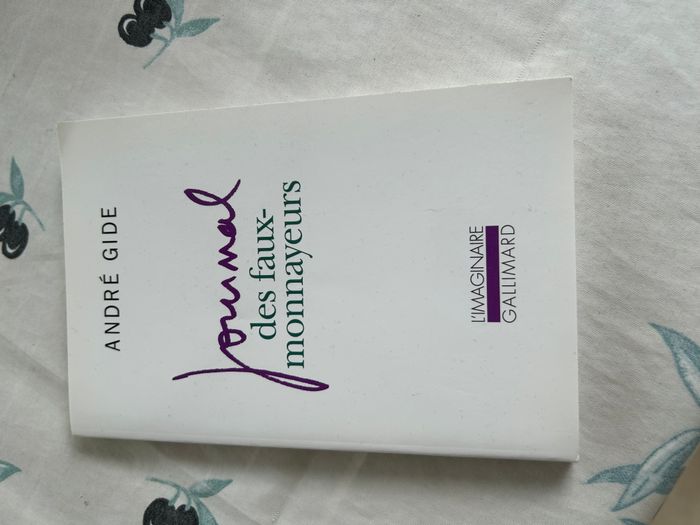 ANDRÉ GIDE
Journal
des faux-
monnayeurs
L'IMAGINAIRE
GALLIMARD